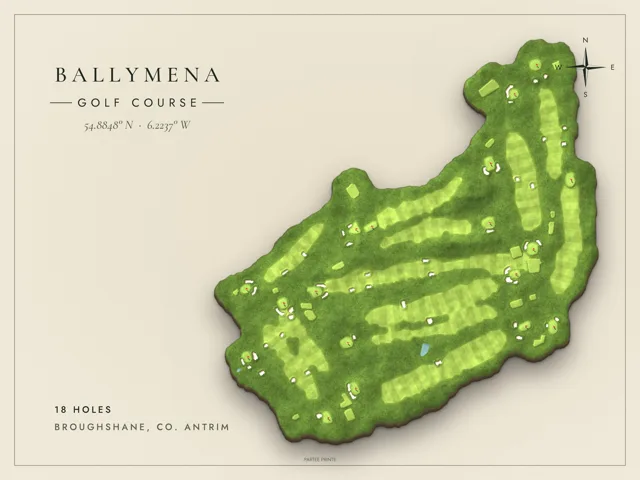 BALLYMENA
GOLF COURSE
54.8848° N · 6.2237° W
N
W
E
S
18 HOLES
BROUGHSHANE, CO. ANTRIM